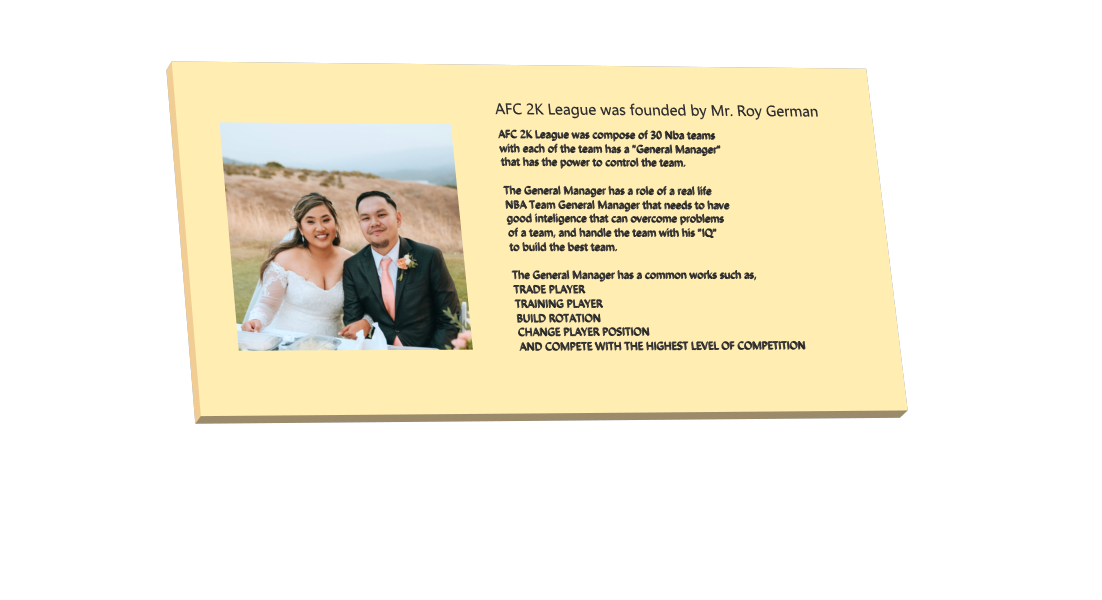 AFC 2K League was founded by Mr. Roy German
AFC 2K League was compose of 30 Nba teams
with each of the team has a "General Manager"
that has the power to control the team.
The General Manager has a role of a real life
NBA Team General Manager that needs to have
good inteligence that can overcome problems
of a team, and handle the team with his "IQ"
to build the best team.
The General Manager has a common works such as,
TRADE PLAYER
TRAINING PLAYER
BUILD ROTATION
CHANGE PLAYER POSITION
AND COMPETE WITH THE HIGHEST LEVEL OF COMPETITION